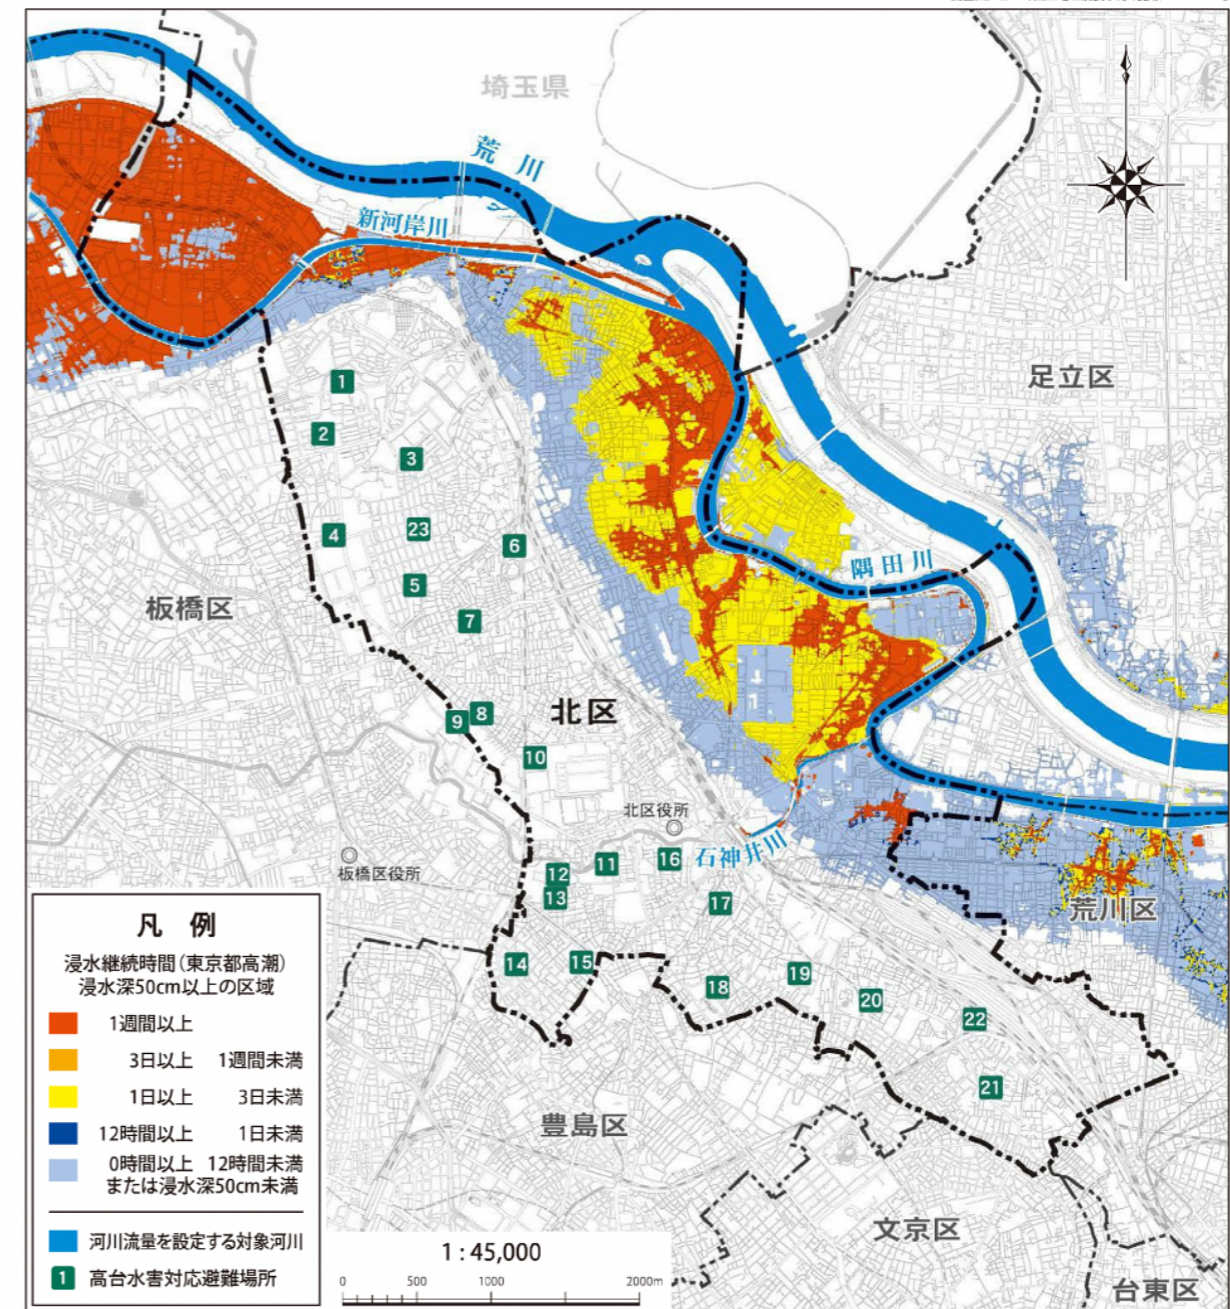 埼玉県
荒川
新河岸川
足立区
1
2
3
4
23
6
5
7
隅田川
板橋区
北区
9
8
10
北区役所
石神井川
板橋区役所
11
16
12
13
17
荒川区
14
15
18
19
20
22
21
豊島区
文京区
台東区
凡例
浸水継続時間(東京都高潮)
浸水深50cm以上の区域
1週間以上
3日以上 1週間未満
1日以上 3日未満
12時間以上 1日未満
0時間以上 12時間未満
または浸水深50cm未満
河川流量を設定する対象河川
1 高台水害対応避難場所
1:45,000
0 500 1000 2000m